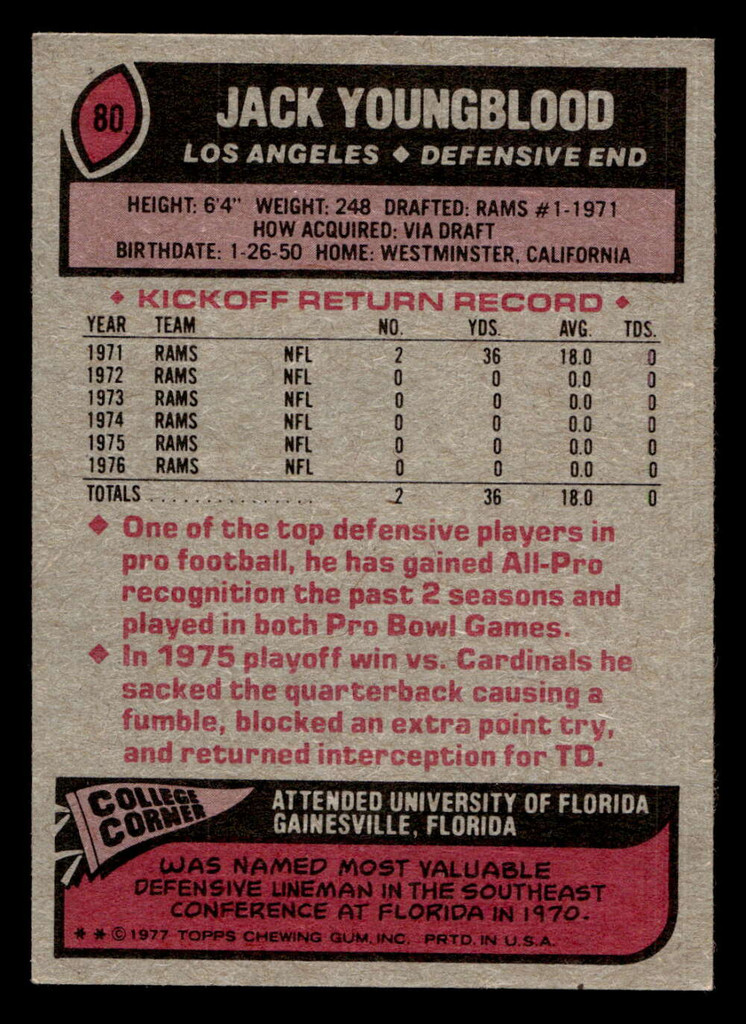 80
JACK YOUNGBLOOD
LOS ANGELES ◆ DEFENSIVE END
HEIGHT: 6'4" WEIGHT: 248 DRAFTED: RAMS #1-1971
HOW ACQUIRED: VIA DRAFT
BIRTHDATE: 1-26-50 HOME: WESTMINSTER, CALIFORNIA
◆ KICKOFF RETURN RECORD ◆
YEAR TEAM NO. YDS. AVG. TDS.
1971 RAMS NFL 2 36 18.0 0
1972 RAMS NFL 0 0 0.0 0
1973 RAMS NFL 0 0 0.0 0
1974 RAMS NFL 0 0 0.0 0
1975 RAMS NFL 0 0 0.0 0
1976 RAMS NFL 0 0 0.0 0
TOTALS ................ 2 36 18.0 0
◆ One of the top defensive players in
pro football, he has gained All-Pro
recognition the past 2 seasons and
played in both Pro Bowl Games.
◆ In 1975 playoff win vs. Cardinals he
sacked the quarterback causing a
fumble, blocked an extra point try,
and returned interception for TD.
COLLEGE
CORNER
ATTENDED UNIVERSITY OF FLORIDA
GAINESVILLE, FLORIDA
WAS NAMED MOST VALUABLE
DEFENSIVE LINEMAN IN THE SOUTHEAST
CONFERENCE AT FLORIDA IN 1970.
* * © 1977 TOPPS CHEWING GUM, INC. PRTD. IN U.S.A.